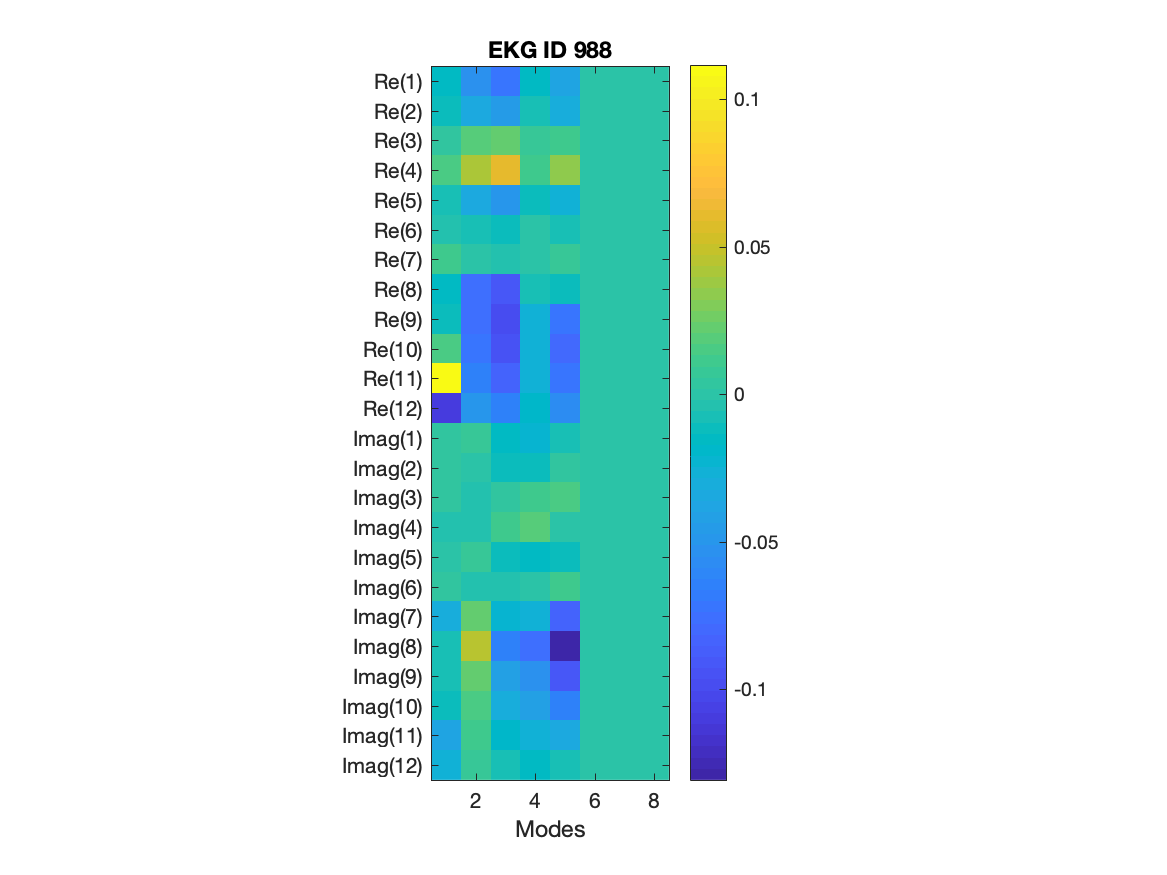 EKG ID 988
Re(1)
Re(2)
Re(3)
Re(4)
Re(5)
Re(6)
Re(7)
Re(8)
Re(9)
Re(10)
Re(11)
Re(12)
Imag(1)
Imag(2)
Imag(3)
Imag(4)
Imag(5)
Imag(6)
Imag(7)
Imag(8)
Imag(9)
Imag(10)
Imag(11)
Imag(12)
2 4 6 8
Modes
0.1
0.05
0
-0.05
-0.1